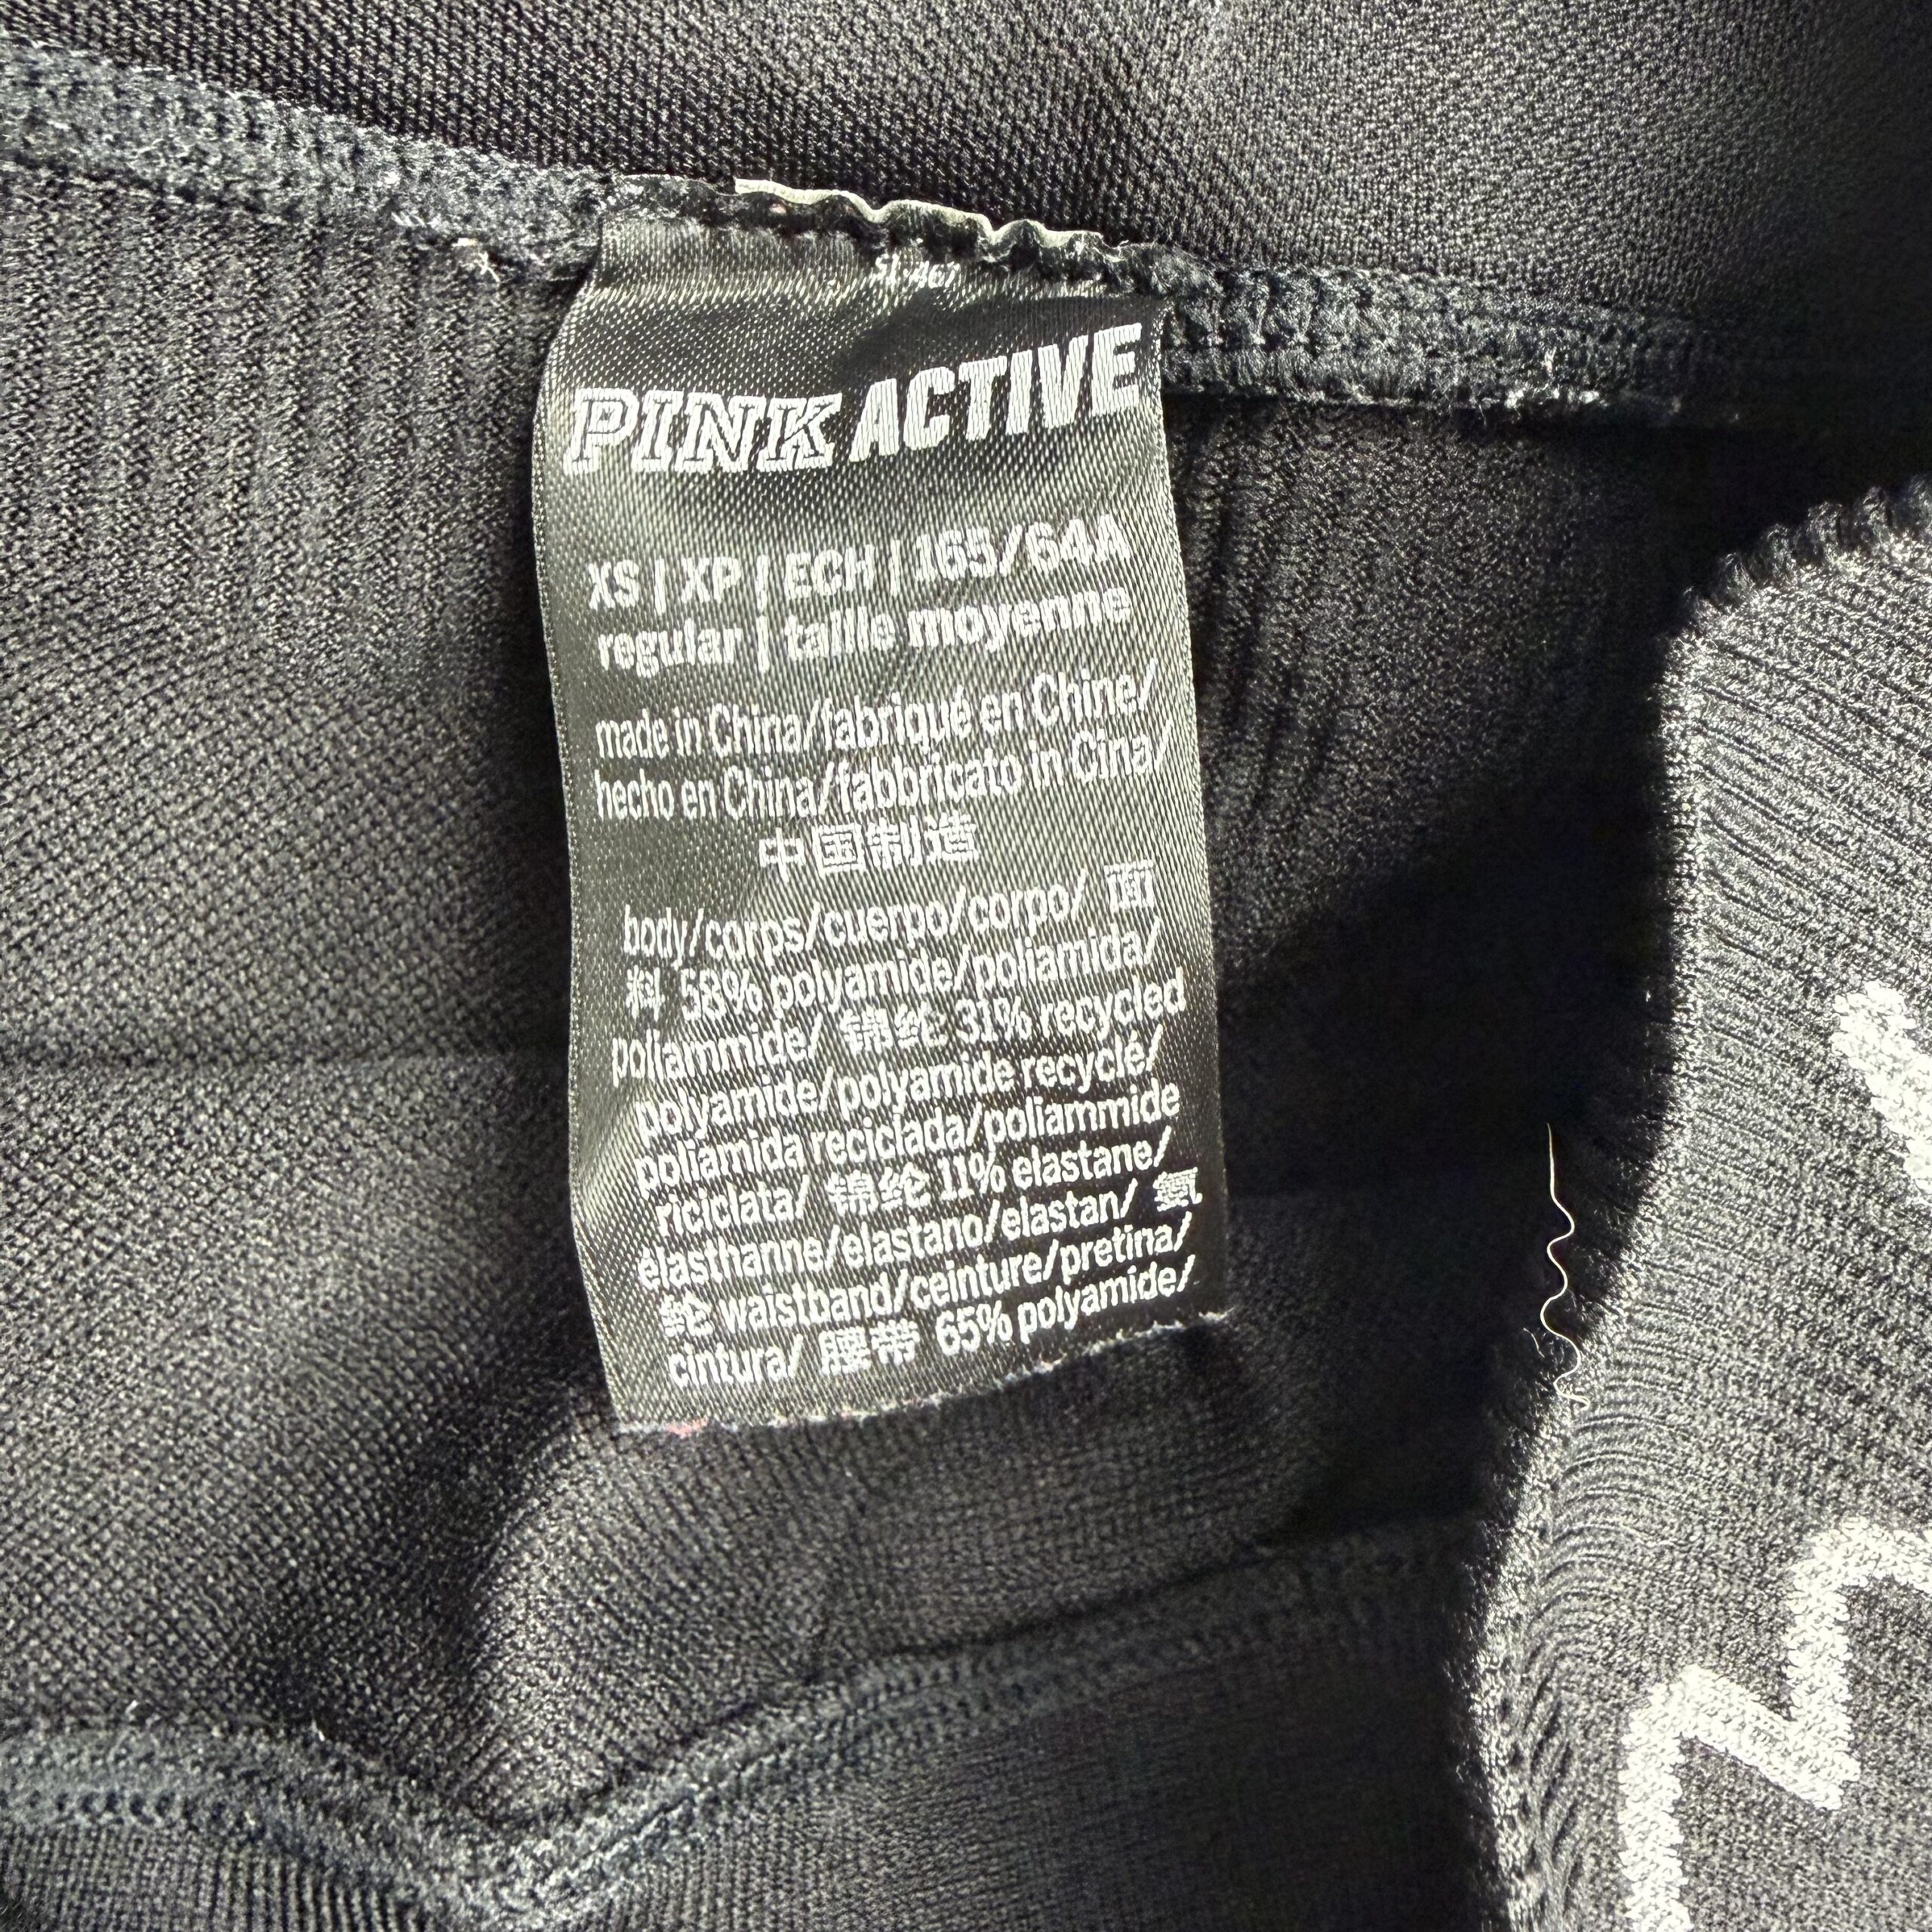 PINK ACTIVE
XS | XP | ECH | 165/64A
regular | taille moyenne
made in China/fabriqué en Chine/
hecho en China/fabbricato in Cina/
中国制造
body/corps/cuerpo/corpo/ 面
料 58% polyamide/poliamida/
poliammide/ 锦纶 31% recycled
polyamide/polyamide recyclé/
poliamida reciclada/poliammide
riciclata/ 锦纶 11% elastane/
élasthanne/elastano/elastan/ 氨
纶 waistband/ceinture/pretina/
cintura/ 腰带 65% polyamide/